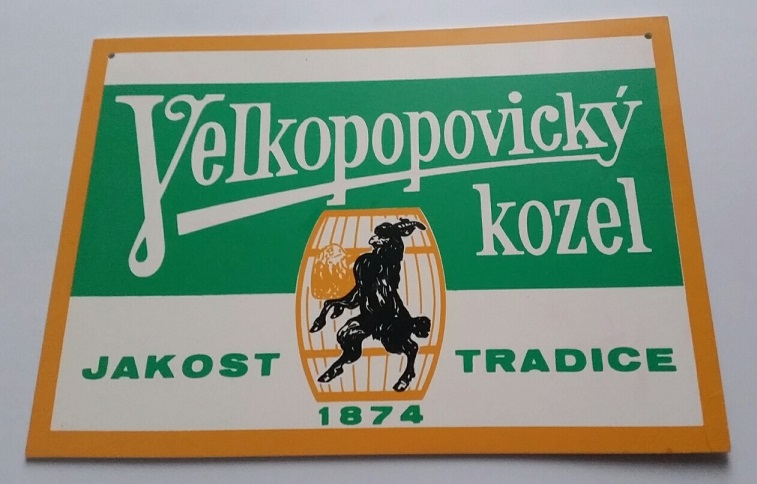 Velkopopovický
kozel
JAKOST TRADICE
1874